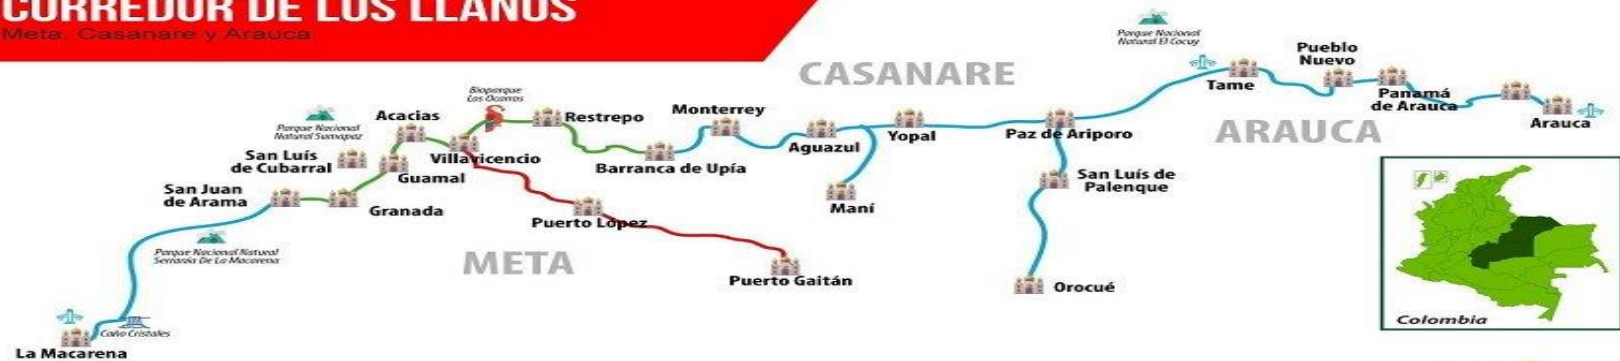 CORREDOR DE LOS LLANOS
Meta, Casanare y Arauca
Parque Nacional
Natural El Cocuy
CASANARE
Pueblo
Nuevo
Tame
Panamá
de Arauca
Arauca
ARAUCA
Bioparque
Los Ocarros
Acacias
Restrepo
Monterrey
Parque Nacional
Natural Sumapaz
Villavicencio
Barranca de Upía
Aguazul
Yopal
Paz de Ariporo
San Luís
de Cubarral
Guamal
San Luís de
Palenque
San Juan
de Arama
Granada
Puerto López
Maní
Parque Nacional Natural
Serranía De La Macarena
META
Puerto Gaitán
Orocué
Caño Cristales
La Macarena
Colombia